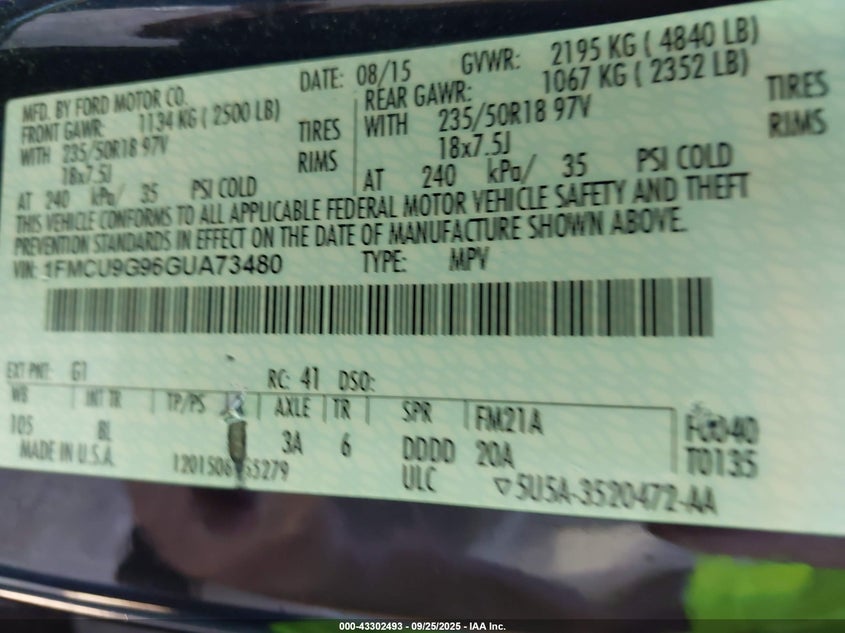 MFD. BY FORD MOTOR CO. DATE: 08/15 GVWR: 2195 KG ( 4840 LB)
FRONT GAWR: 1134 KG ( 2500 LB) REAR GAWR: 1067 KG ( 2352 LB)
WITH 235/50R18 97V TIRES WITH 235/50R18 97V TIRES
18x7.5J RIMS 18x7.5J RIMS
AT 240 kPa/ 35 PSI COLD AT 240 kPa/ 35 PSI COLD
THIS VEHICLE CONFORMS TO ALL APPLICABLE FEDERAL MOTOR VEHICLE SAFETY AND THEFT
PREVENTION STANDARDS IN EFFECT ON THE DATE OF MANUFACTURE SHOWN ABOVE.
VIN: 1FMCU9G96GUA73480 TYPE: MPV
EXT PNT: G1 RC: 41 DSO:
WB INT TR TP/PS AXLE TR SPR FM21A F0040
105 BL 3A 6 DDDD 20A T0135
MADE IN U.S.A. ULC 5U5A-3520472-AA
000-43302493 - 09/25/2025 - IAA Inc.